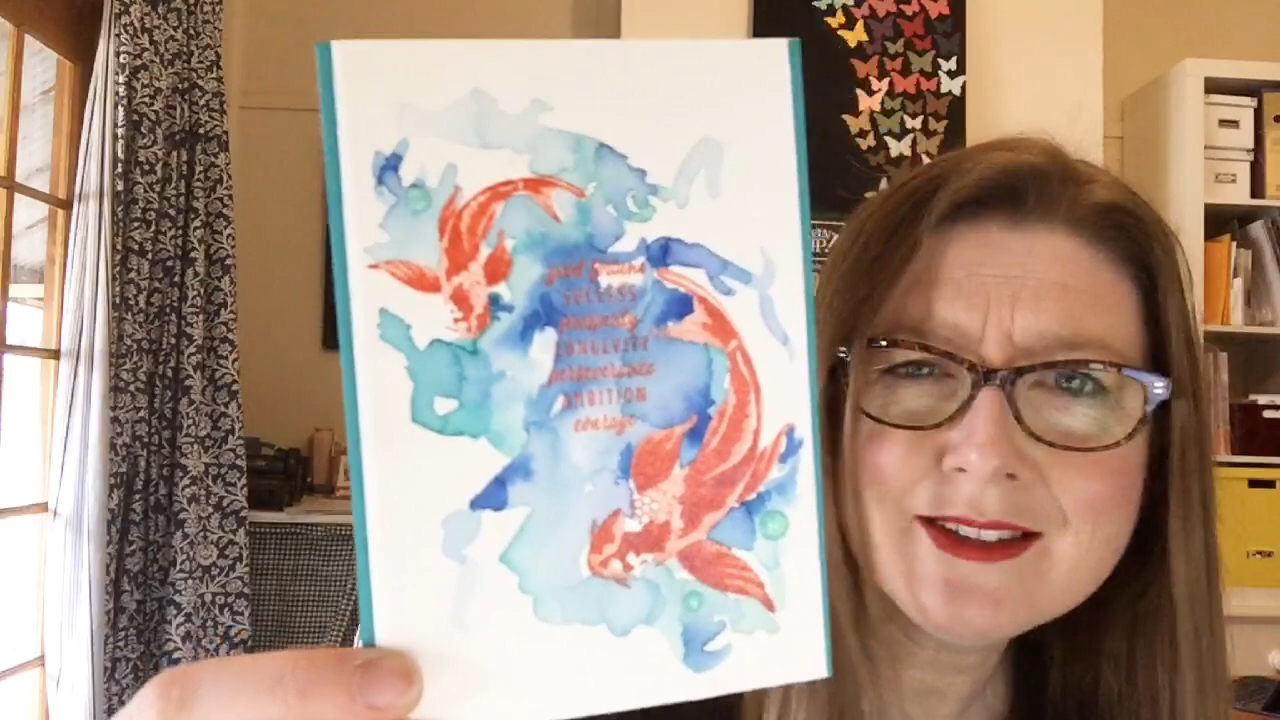 good fortune
SUCCESS
prosperity
LONGEVITY
perseverance
AMBITION
courage